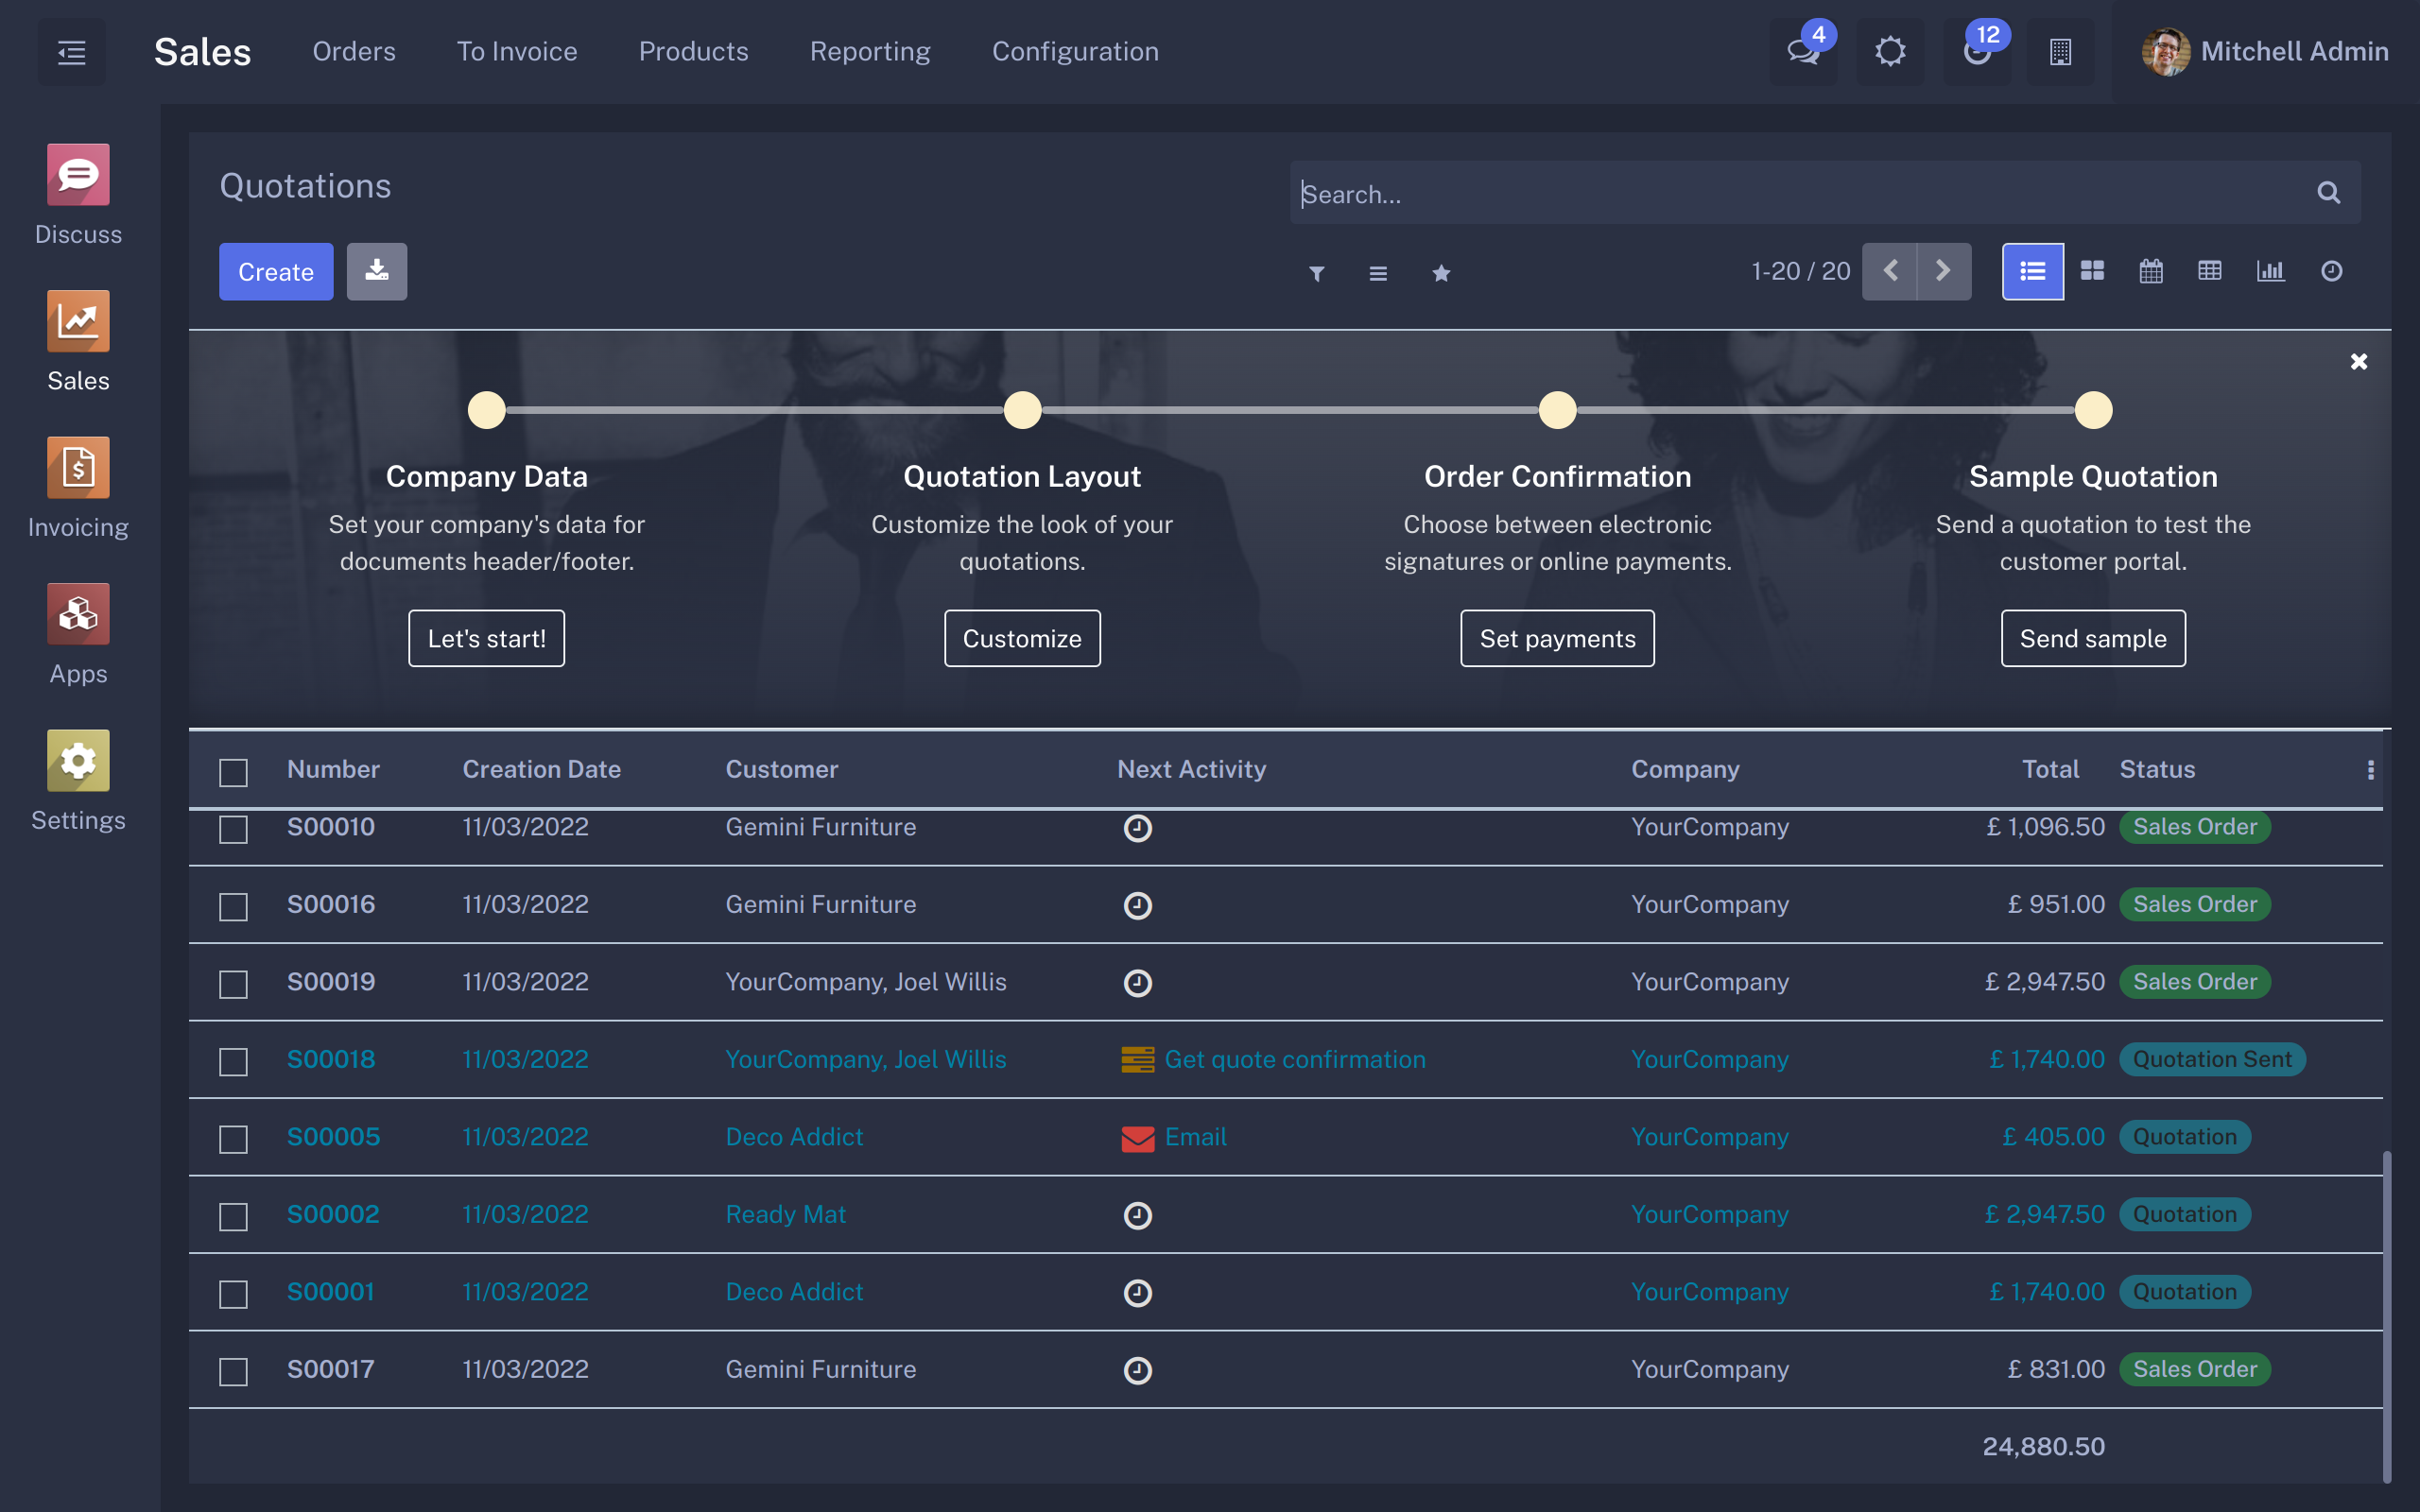 Sales Orders To Invoice Products Reporting Configuration 4 12 Mitchell Admin
Discuss
Sales
Invoicing
Apps
Settings
Quotations
Search...
Create
1-20 / 20
Company Data
Set your company's data for
documents header/footer.
Let's start!
Quotation Layout
Customize the look of your
quotations.
Customize
Order Confirmation
Choose between electronic
signatures or online payments.
Set payments
Sample Quotation
Send a quotation to test the
customer portal.
Send sample
Number Creation Date Customer Next Activity Company Total Status
S00010 11/03/2022 Gemini Furniture YourCompany £ 1,096.50 Sales Order
S00016 11/03/2022 Gemini Furniture YourCompany £ 951.00 Sales Order
S00019 11/03/2022 YourCompany, Joel Willis YourCompany £ 2,947.50 Sales Order
S00018 11/03/2022 YourCompany, Joel Willis Get quote confirmation YourCompany £ 1,740.00 Quotation Sent
S00005 11/03/2022 Deco Addict Email YourCompany £ 405.00 Quotation
S00002 11/03/2022 Ready Mat YourCompany £ 2,947.50 Quotation
S00001 11/03/2022 Deco Addict YourCompany £ 1,740.00 Quotation
S00017 11/03/2022 Gemini Furniture YourCompany £ 831.00 Sales Order
24,880.50